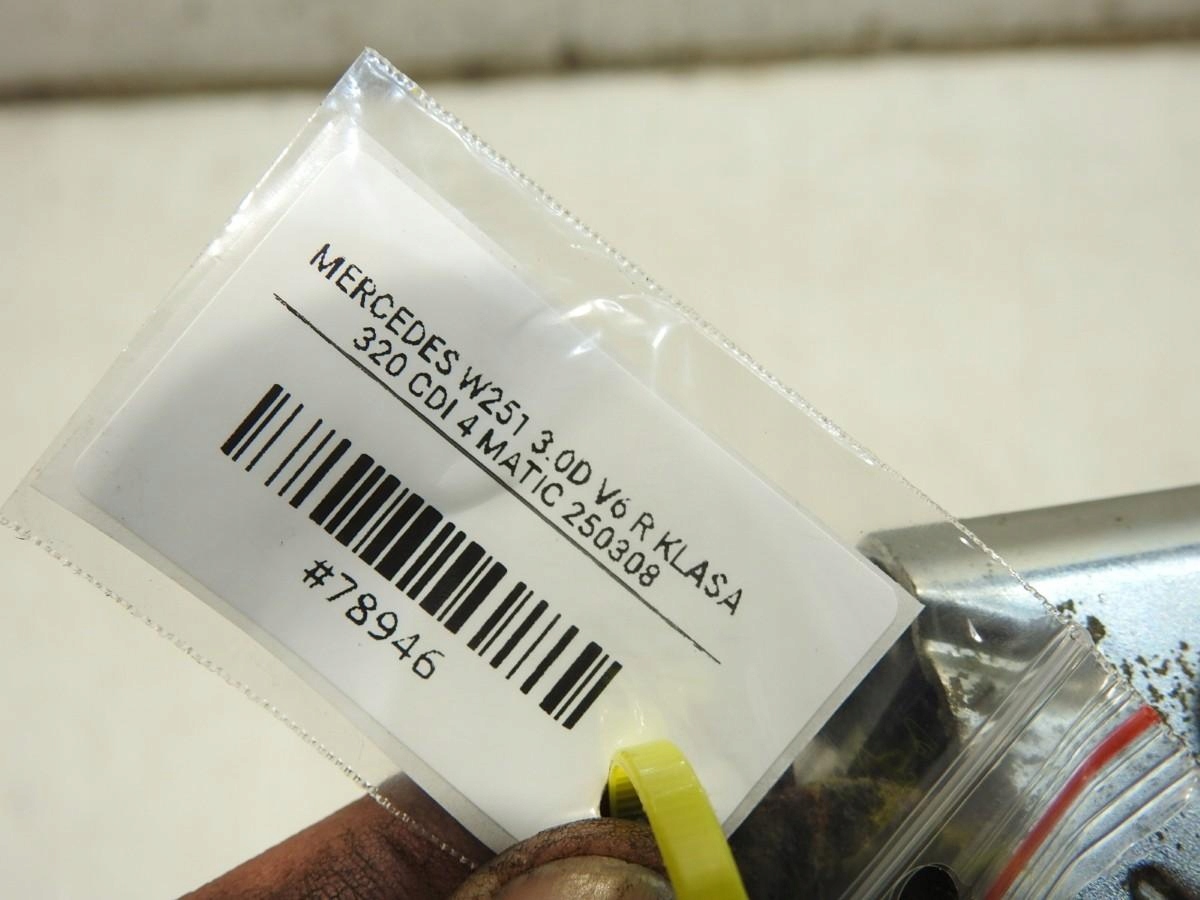 MERCEDES W251 3.0D V6 R KLASA
320 CDI 4 MATIC 250308
#78946